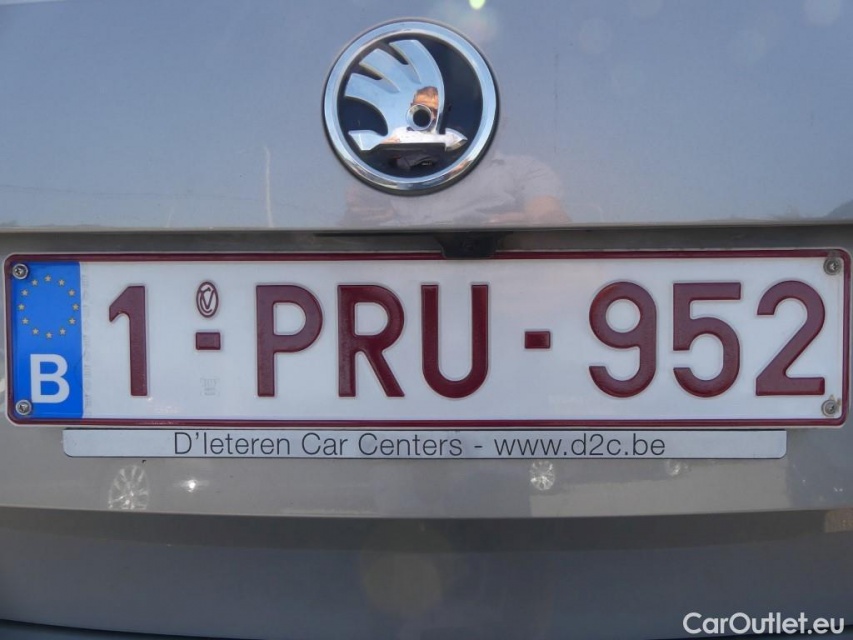 B 1-PRU-952
D'Ieteren Car Centers - www.d2c.be
CarOutlet.eu